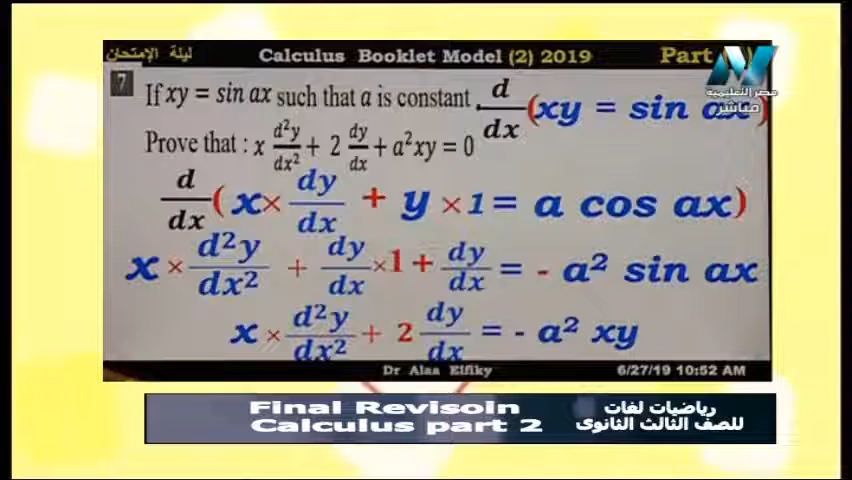 ليلة الإمتحان Calculus Booklet Model (2) 2019 Part
مصر التعليمية
مباشر
7
If xy = sin ax such that a is constant
d/dx (xy = sin ax)
Prove that : x d²y/dx² + 2 dy/dx + a²xy = 0
d/dx (x × dy/dx + y × 1 = a cos ax)
x × d²y/dx² + dy/dx × 1 + dy/dx = - a² sin ax
x × d²y/dx² + 2 dy/dx = - a² xy
Dr Alaa Elfiky 6/27/19 10:52 AM
Final Revisoin رياضيات لغات
Calculus part 2 للصف الثالث الثانوى